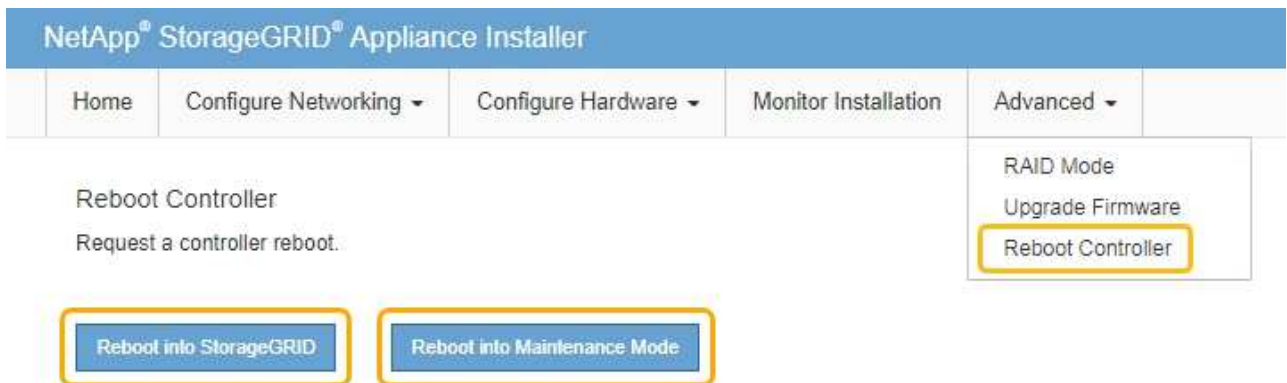 NetApp® StorageGRID® Appliance Installer
Home Configure Networking Configure Hardware Monitor Installation Advanced
RAID Mode
Upgrade Firmware
Reboot Controller
Reboot Controller
Request a controller reboot.
Reboot into StorageGRID Reboot into Maintenance Mode